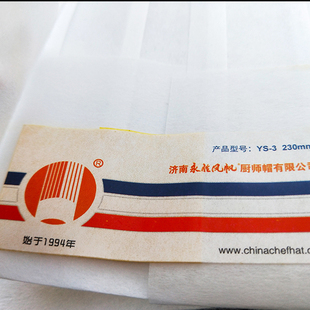 产品型号: YS-3 230mm
济南永胜风帆厨师帽有限公司
®
始于1994年
www.chinachefhat.